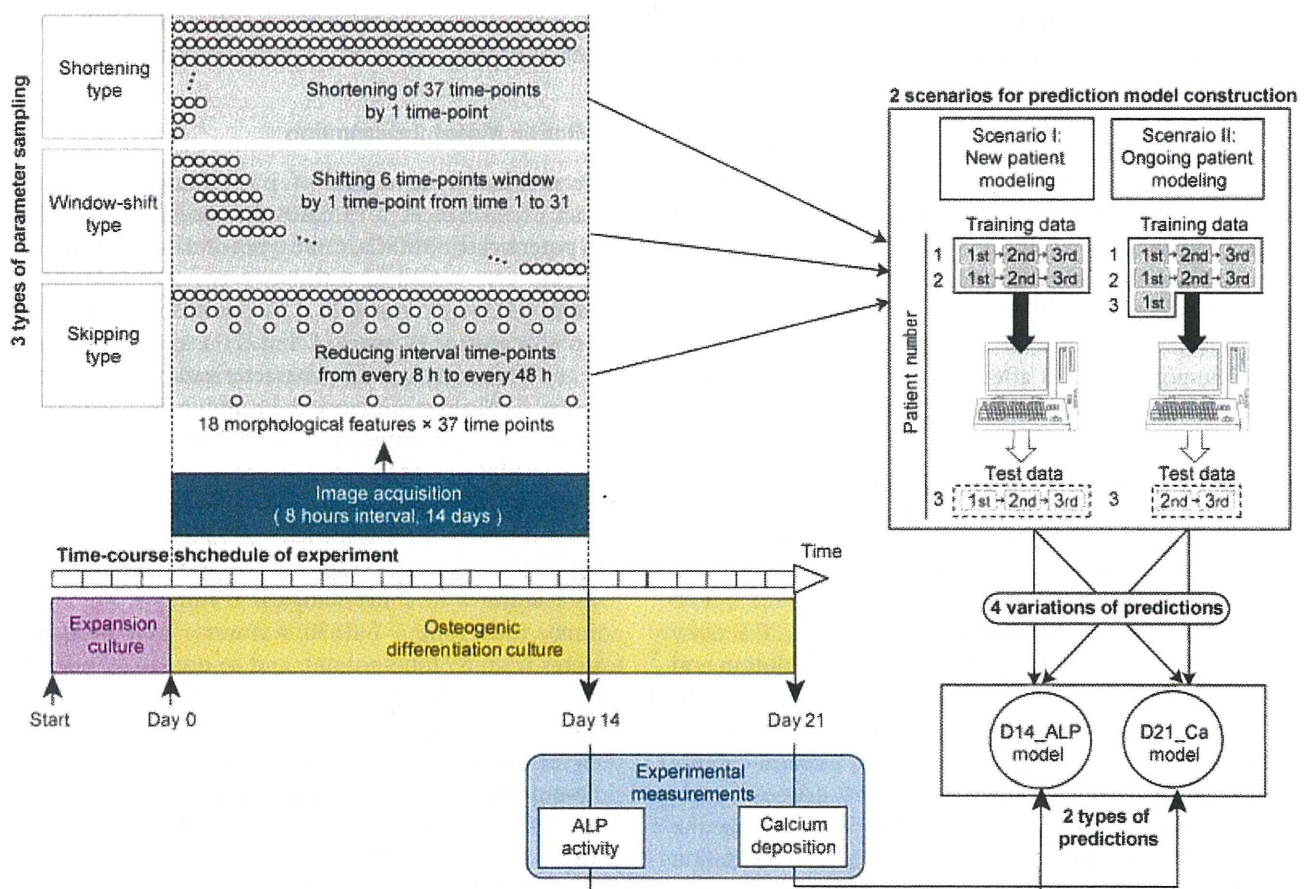 3 types of parameter sampling
Shortening
type
Shortening of 37 time-points
by 1 time-point
Window-shift
type
Shifting 6 time-points window
by 1 time-point from time 1 to 31
Skipping
type
Reducing interval time-points
from every 8 h to every 48 h
18 morphological features × 37 time points
Image acquisition
( 8 hours interval, 14 days )
Time-course shchedule of experiment
Time
Expansion
culture
Osteogenic
differentiation culture
Start
Day 0
Day 14
Day 21
Experimental
measurements
ALP
activity
Calcium
deposition
2 scenarios for prediction model construction
Scenario I:
New patient
modeling
Scenraio II:
Ongoing patient
modeling
Patient number
Training data
1 1st 2nd 3rd
2 1st 2nd 3rd
Training data
1 1st 2nd 3rd
2 1st 2nd 3rd
3 1st
Test data
3 1st 2nd 3rd
Test data
3 2nd 3rd
4 variations of predictions
D14_ALP
model
D21_Ca
model
2 types of
predictions